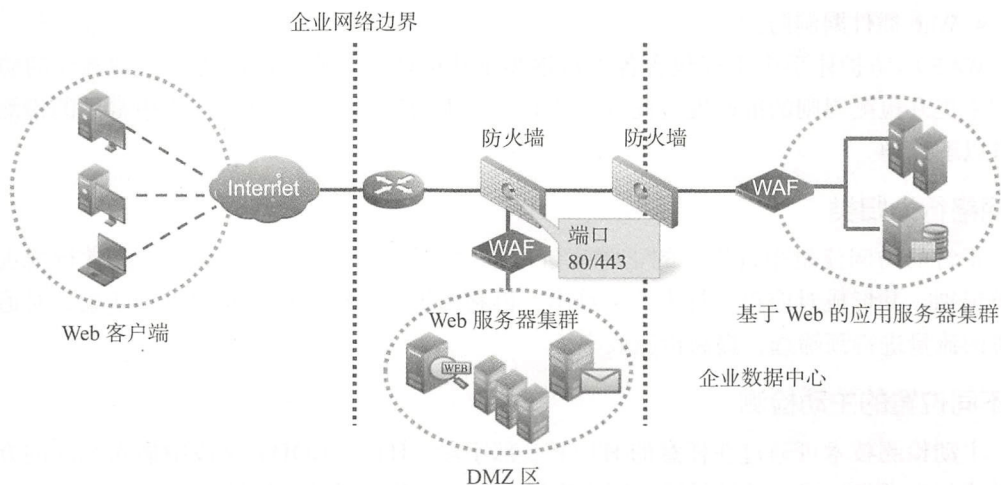 企业网络边界
防火墙
防火墙
Internet
WAF
WAF
端口
80/443
Web 客户端
Web 服务器集群
WEB
基于 Web 的应用服务器集群
企业数据中心
DMZ 区